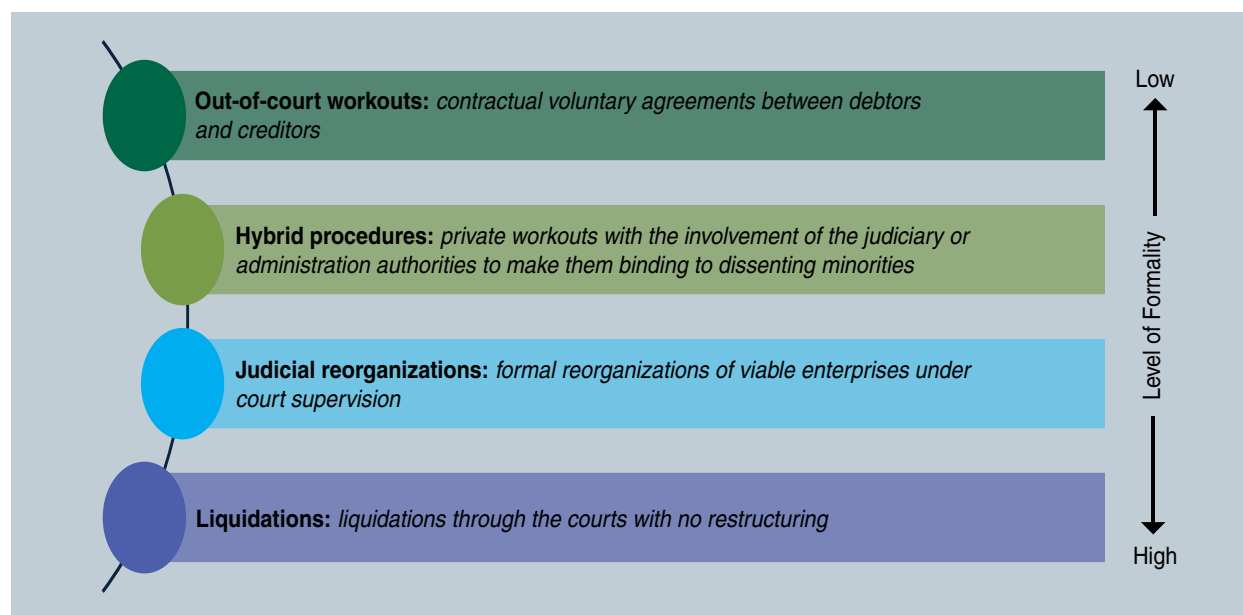 Low
Out-of-court workouts: contractual voluntary agreements between debtors
and creditors
Hybrid procedures: private workouts with the involvement of the judiciary or
administration authorities to make them binding to dissenting minorities
Level of Formality
Judicial reorganizations: formal reorganizations of viable enterprises under
court supervision
Liquidations: liquidations through the courts with no restructuring
High